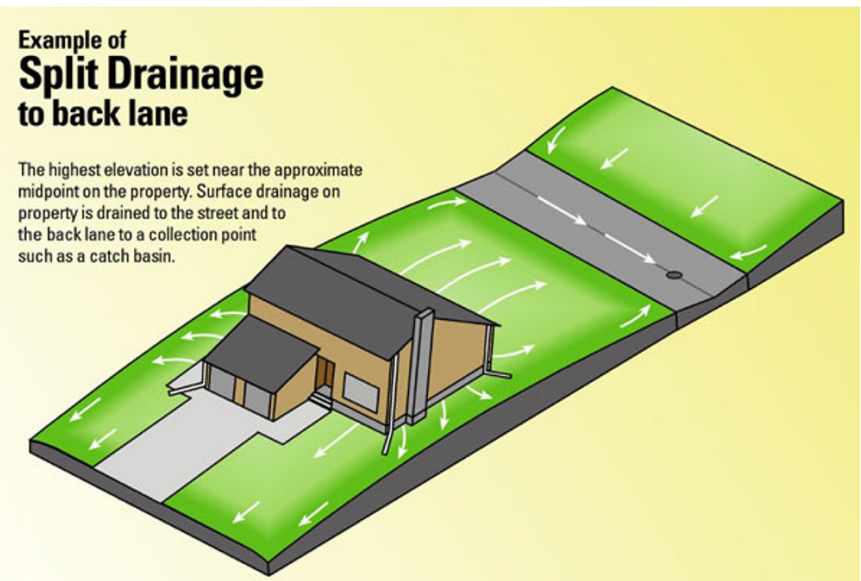 Example of
Split Drainage
to back lane
The highest elevation is set near the approximate
midpoint on the property. Surface drainage on
property is drained to the street and to
the back lane to a collection point
such as a catch basin.